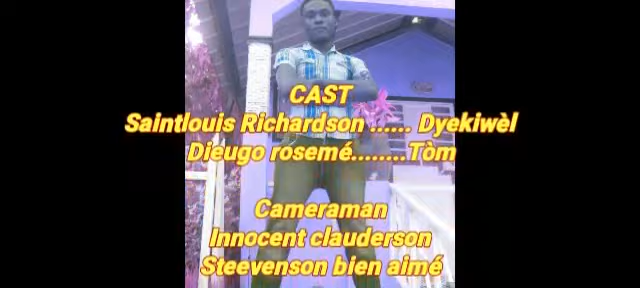 CAST
Saintlouis Richardson ...... Dyekiwèl
Dieugo rosemé........Tòm
Cameraman
Innocent clauderson
Steevenson bien aimé